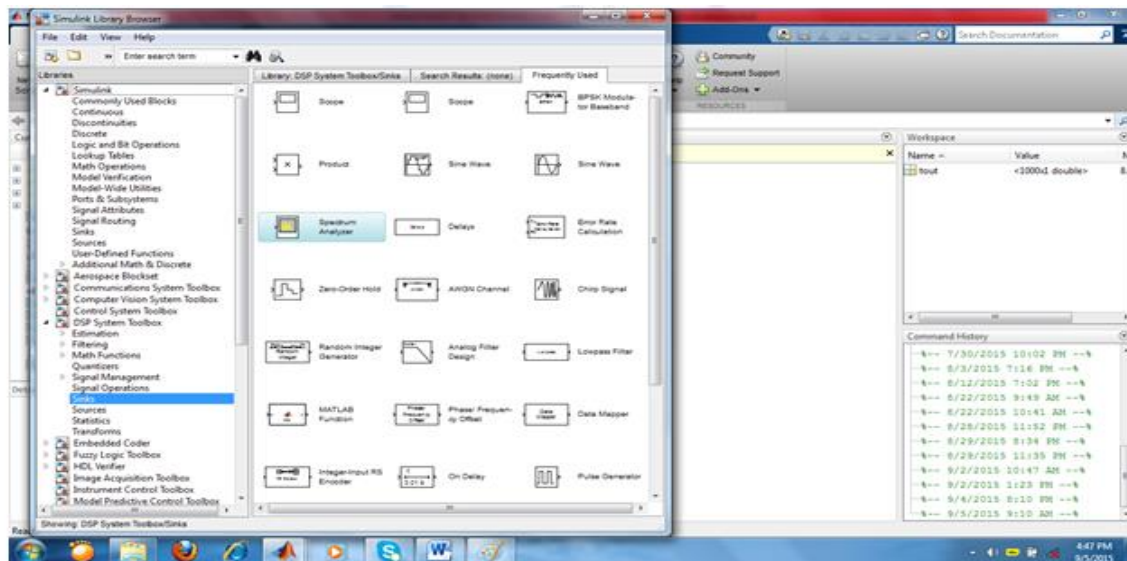 Simulink Library Browser
File Edit View Help
Enter search term
Libraries
Library: DSP System Toolbox/Sinks
Search Results: (none)
Frequently Used
Simulink
Commonly Used Blocks
Continuous
Discontinuities
Discrete
Logic and Bit Operations
Lookup Tables
Math Operations
Model Verification
Model-Wide Utilities
Ports & Subsystems
Signal Attributes
Signal Routing
Sinks
Sources
User-Defined Functions
Additional Math & Discrete
Aerospace Blockset
Communications System Toolbox
Computer Vision System Toolbox
Control System Toolbox
DSP System Toolbox
Estimation
Filtering
Math Functions
Quantizers
Signal Management
Signal Operations
Sinks
Sources
Statistics
Transforms
Embedded Coder
Fuzzy Logic Toolbox
HDL Verifier
Image Acquisition Toolbox
Instrument Control Toolbox
Model Predictive Control Toolbox
Showing: DSP System Toolbox/Sinks
Scope
Scope
BPSK Modula-
tor Baseband
Product
Sine Wave
Sine Wave
Spectrum
Analyzer
Delays
Error Rate
Calculation
Zero-Order Hold
AWGN Channel
Chirp Signal
Random Integer
Generator
Analog Filter
Design
Lowpass Filter
MATLAB
Function
Phase/ Frequen-
cy Offset
Data Mapper
Integer-Input RS
Encoder
On Delay
Pulse Generator
Search Documentation
Community
Request Support
Add-Ons
RESOURCES
Workspace
Name Value
tout <1000x1 double>
Command History
%-- 7/30/2015 10:02 PM --%
%-- 8/3/2015 7:16 PM --%
%-- 8/12/2015 7:02 PM --%
%-- 8/22/2015 9:49 AM --%
%-- 8/22/2015 10:41 AM --%
%-- 8/28/2015 11:52 PM --%
%-- 8/29/2015 8:34 PM --%
%-- 8/29/2015 11:35 PM --%
%-- 9/2/2015 10:47 AM --%
%-- 9/2/2015 1:23 PM --%
%-- 9/4/2015 8:10 PM --%
%-- 9/5/2015 9:10 AM --%
4:47 PM
9/5/2015